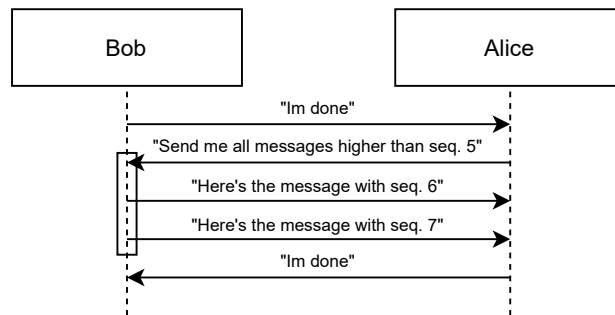 Bob
Alice
"Im done"
"Send me all messages higher than seq. 5"
"Here's the message with seq. 6"
"Here's the message with seq. 7"
"Im done"